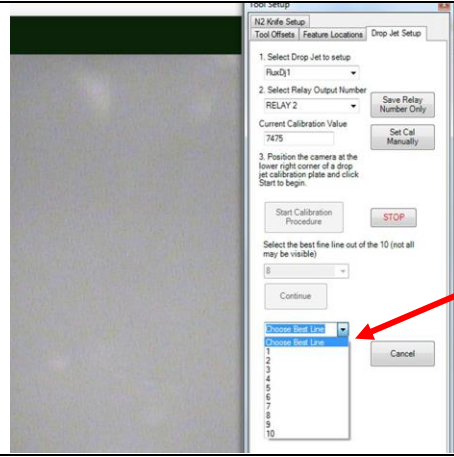 Tool Setup
N2 Knife Setup
Tool Offsets
Feature Locations
Drop Jet Setup
1. Select Drop Jet to setup
fluxDj1
2. Select Relay Output Number
RELAY 2
Save Relay
Number Only
Current Calibration Value
7475
Set Cal
Manually
3. Position the camera at the
lower right corner of a drop
jet calibration plate and click
Start to begin.
Start Calibration
Procedure
STOP
Select the best fine line out of the 10 (not all
may be visible)
8
Continue
Choose Best Line
Choose Best Line
1
2
3
4
5
6
7
8
9
10
Cancel